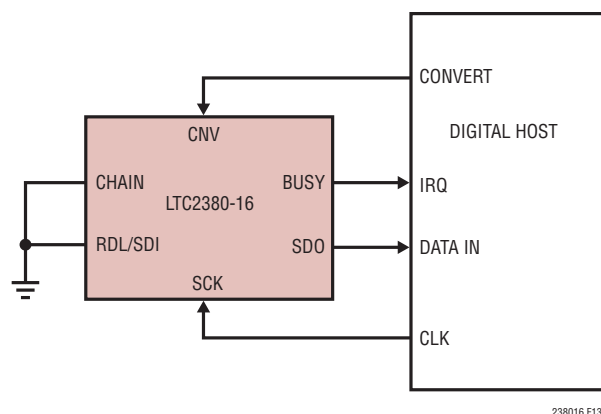 CONVERT
CNV
DIGITAL HOST
CHAIN
BUSY
IRQ
LTC2380-16
RDL/SDI
SDO
DATA IN
SCK
CLK
238016 F13